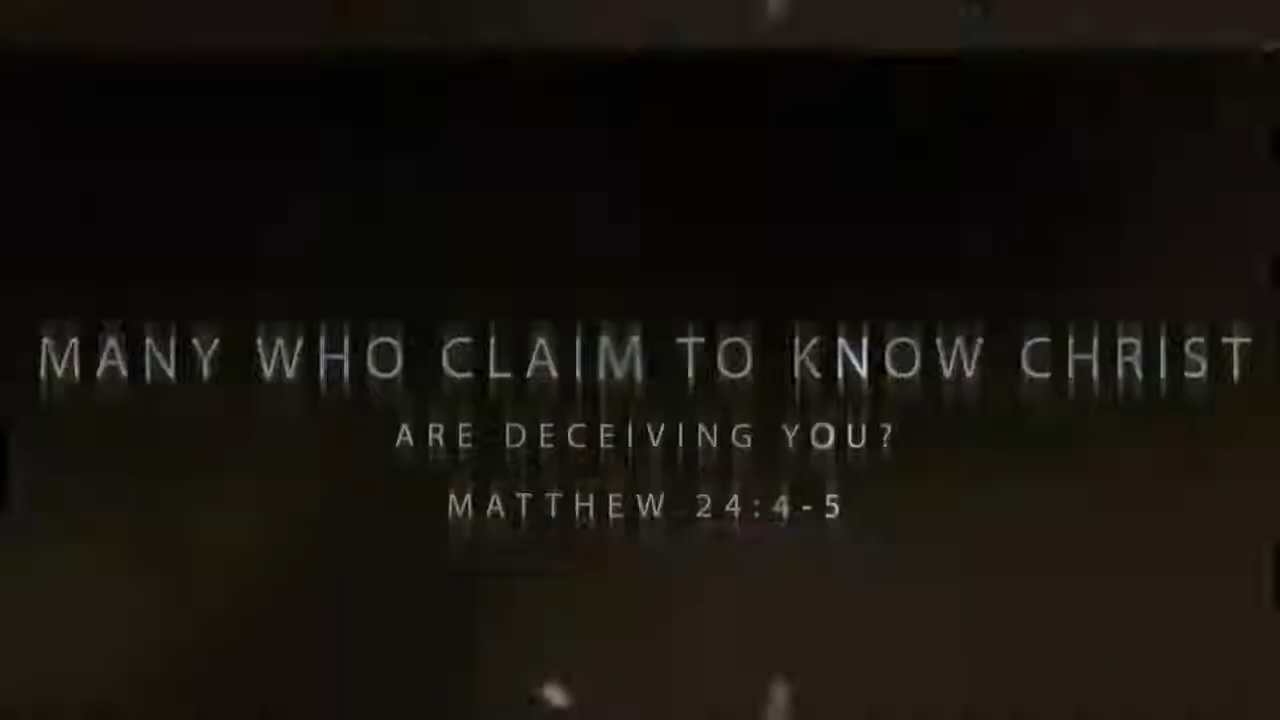 MANY WHO CLAIM TO KNOW CHRIST
ARE DECEIVING YOU?
MATTHEW 24:4-5